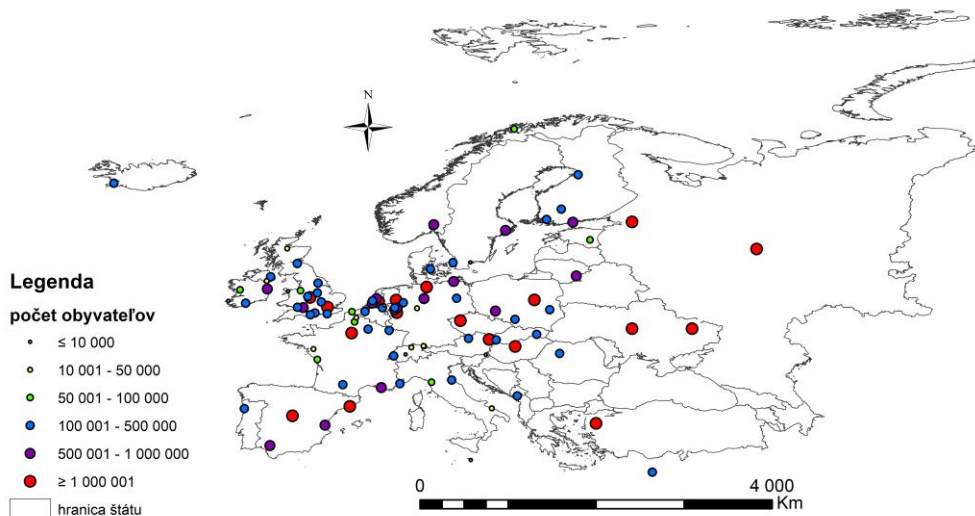 N
Legenda
počet obyvateľov
≤ 10 000
10 001 - 50 000
50 001 - 100 000
100 001 - 500 000
500 001 - 1 000 000
≥ 1 000 001
hranica štátu
0 4 000
Km